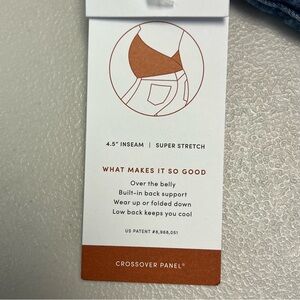 4.5" INSEAM | SUPER STRETCH
WHAT MAKES IT SO GOOD
Over the belly
Built-in back support
Wear up or folded down
Low back keeps you cool
US PATENT #6,968,051
CROSSOVER PANEL®